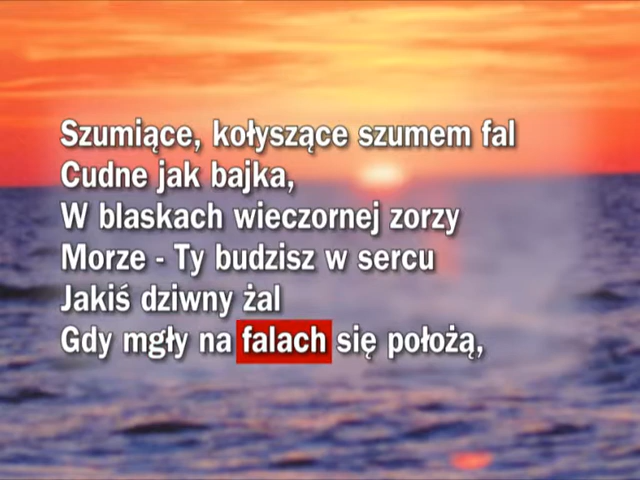 Szumiące, kołyszące szumem fal
Cudne jak bajka,
W blaskach wieczornej zorzy
Morze - Ty budzisz w sercu
Jakiś dziwny żal
Gdy mgły na falach się położą,